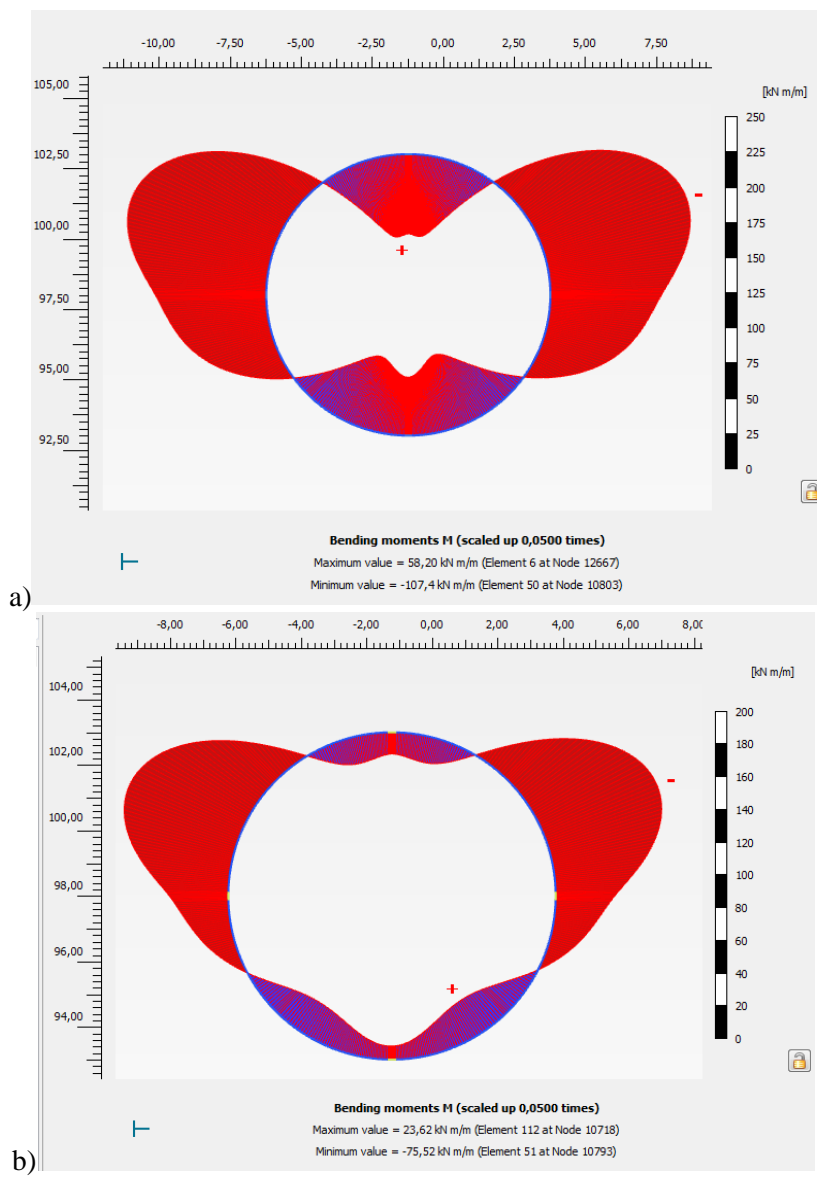 -10,00 -7,50 -5,00 -2,50 0,00 2,50 5,00 7,50
105,00
[kN m/m]
250
102,50
225
200
100,00
175
150
97,50
125
100
95,00
75
50
92,50
25
0
Bending moments M (scaled up 0,0500 times)
Maximum value = 58,20 kN m/m (Element 6 at Node 12667)
Minimum value = -107,4 kN m/m (Element 50 at Node 10803)
a)
-8,00 -6,00 -4,00 -2,00 0,00 2,00 4,00 6,00 8,00
[kN m/m]
104,00
200
180
102,00
160
140
100,00
120
98,00
100
80
96,00
60
40
94,00
20
0
Bending moments M (scaled up 0,0500 times)
Maximum value = 23,62 kN m/m (Element 112 at Node 10718)
Minimum value = -75,52 kN m/m (Element 51 at Node 10793)
b)